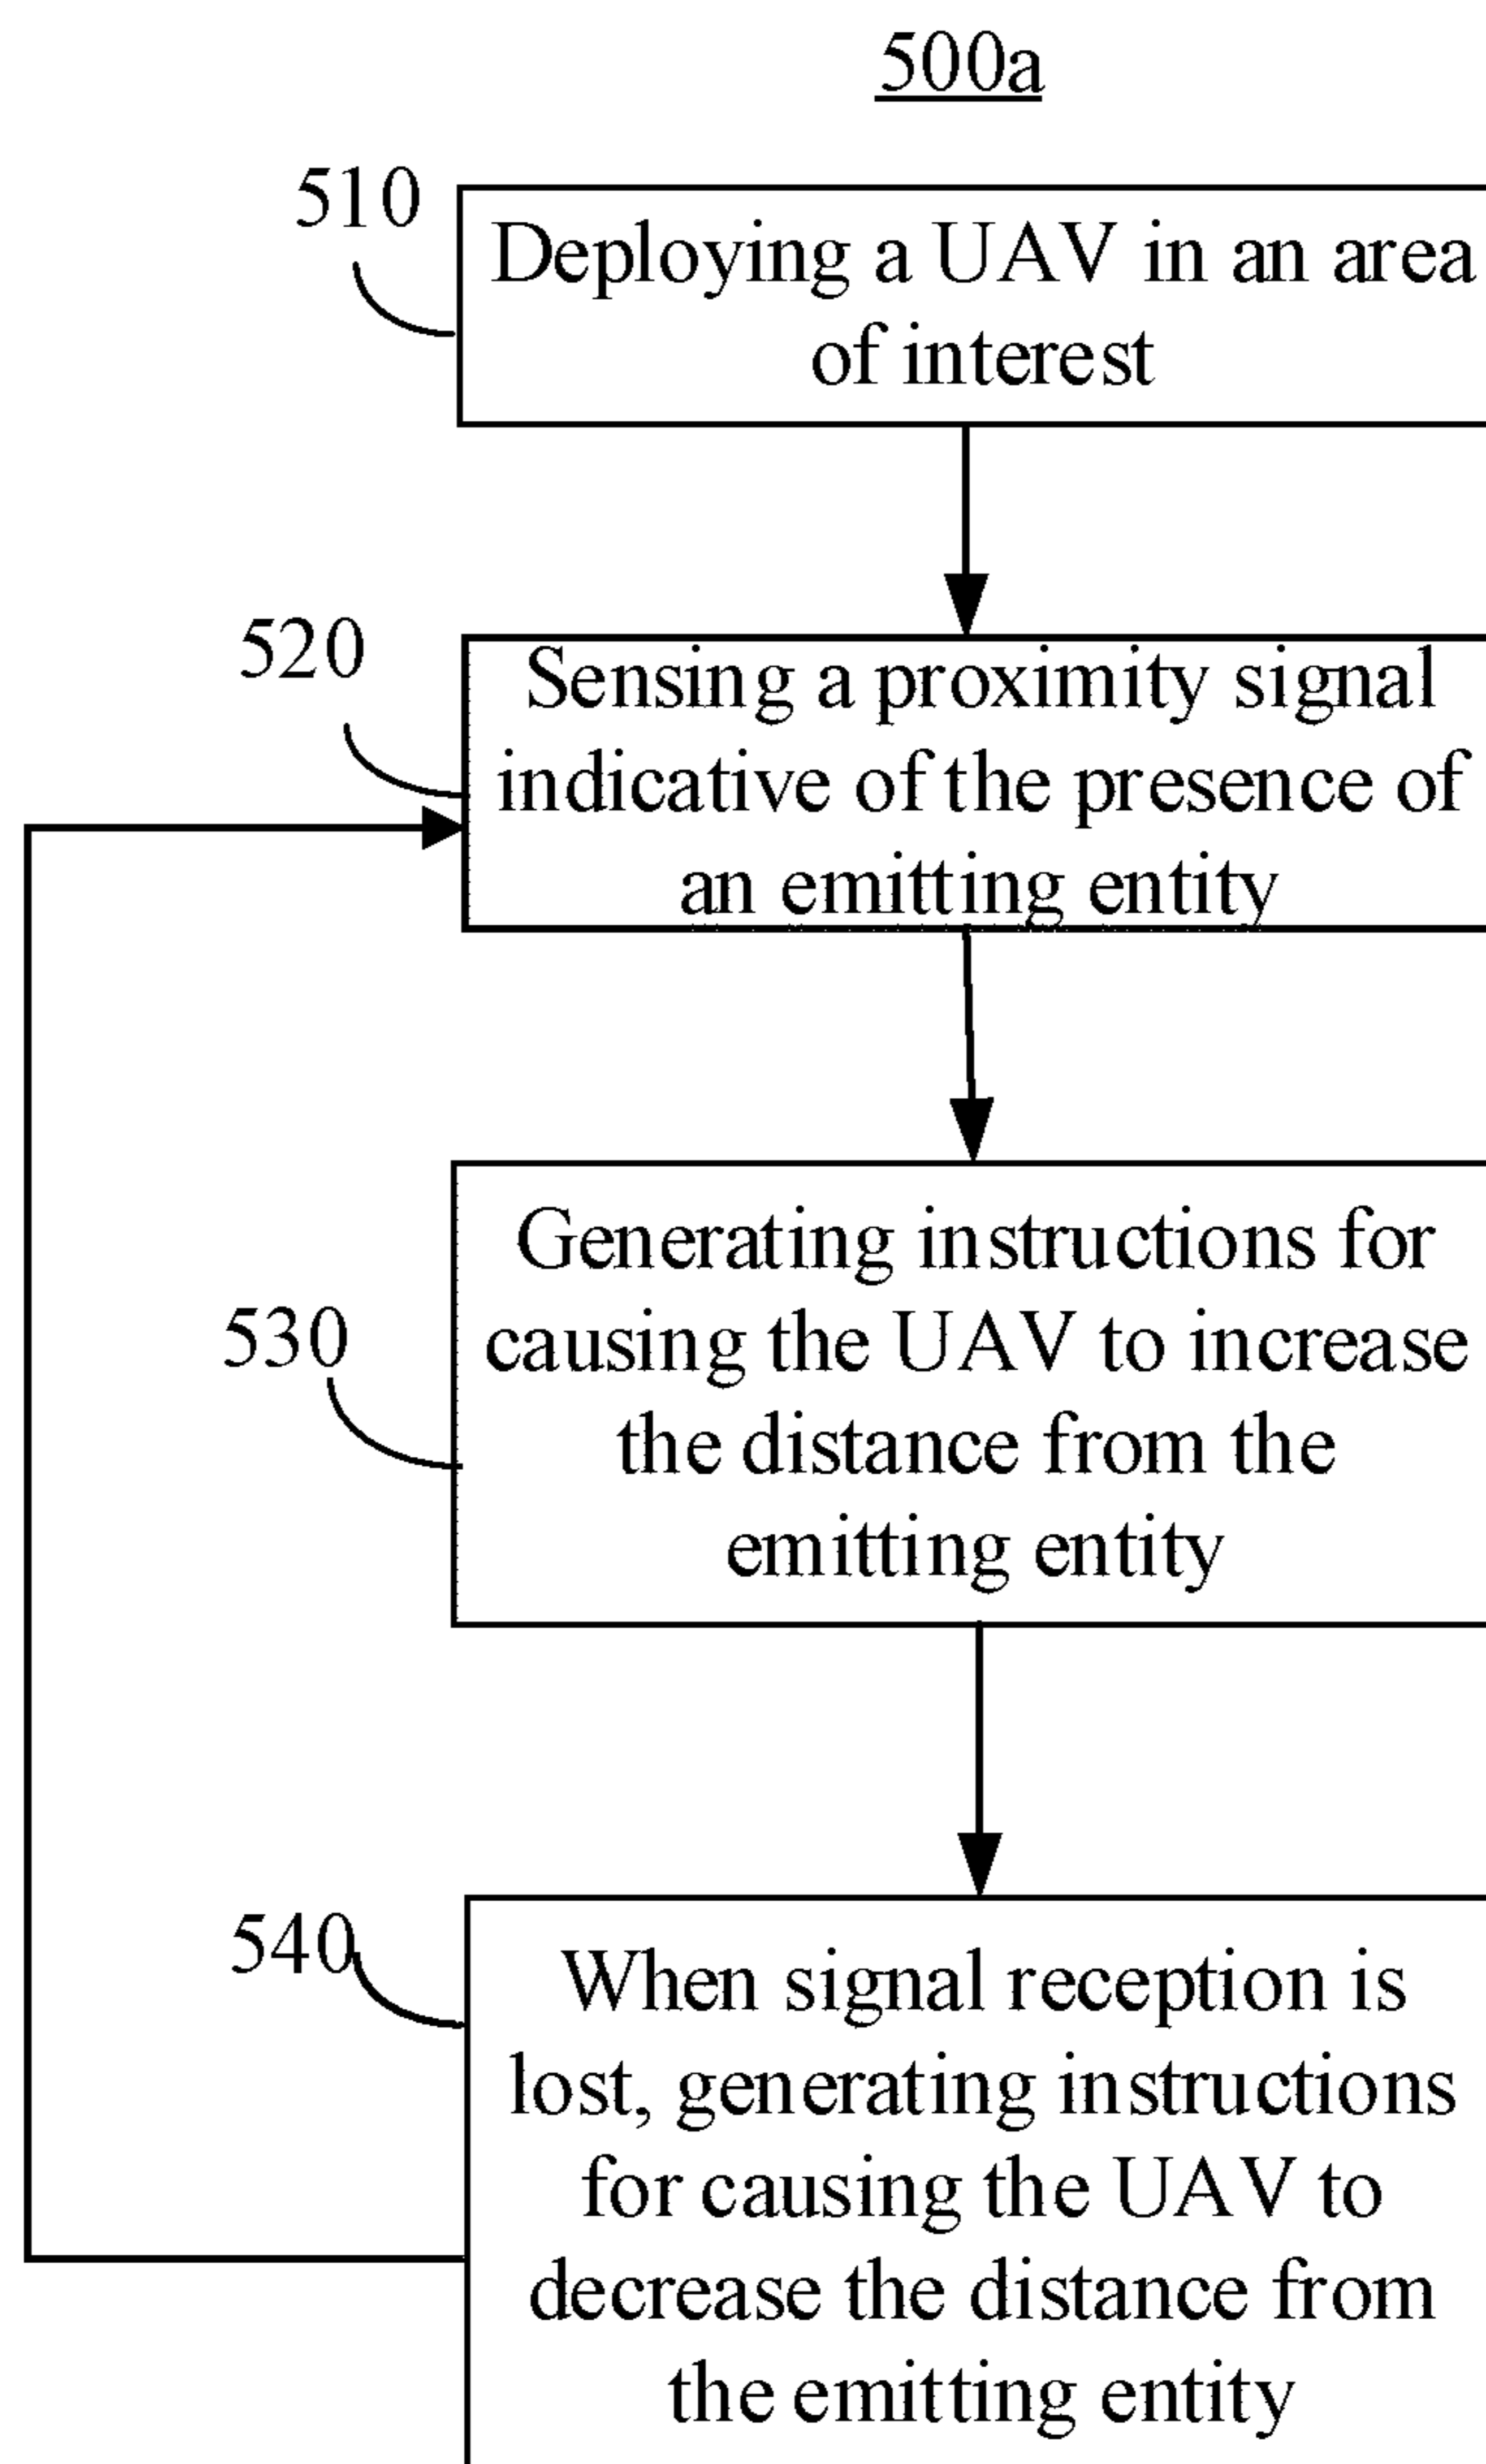 500a
510
Deploying a UAV in an area
of interest
520
Sensing a proximity signal
indicative of the presence of
an emitting entity
530
Generating instructions for
causing the UAV to increase
the distance from the
emitting entity
540
When signal reception is
lost, generating instructions
for causing the UAV to
decrease the distance from
the emitting entity